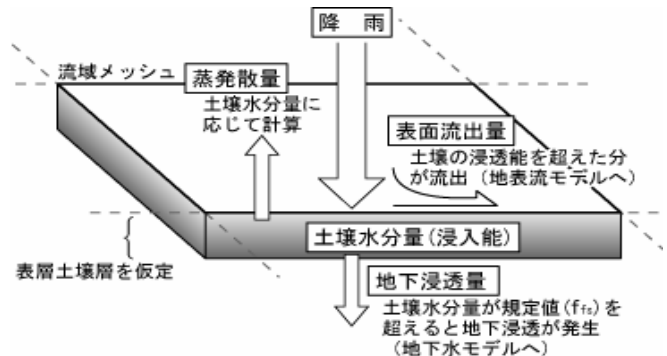 降 雨
流域メッシュ
蒸発散量
土壌水分量に
応じて計算
表面流出量
土壌の浸透能を超えた分
が流出（地表流モデルへ）
土壌水分量(浸入能)
表層土壌層を仮定
地下浸透量
土壌水分量が規定値(ffs)を
超えると地下浸透が発生
（地下水モデルへ）